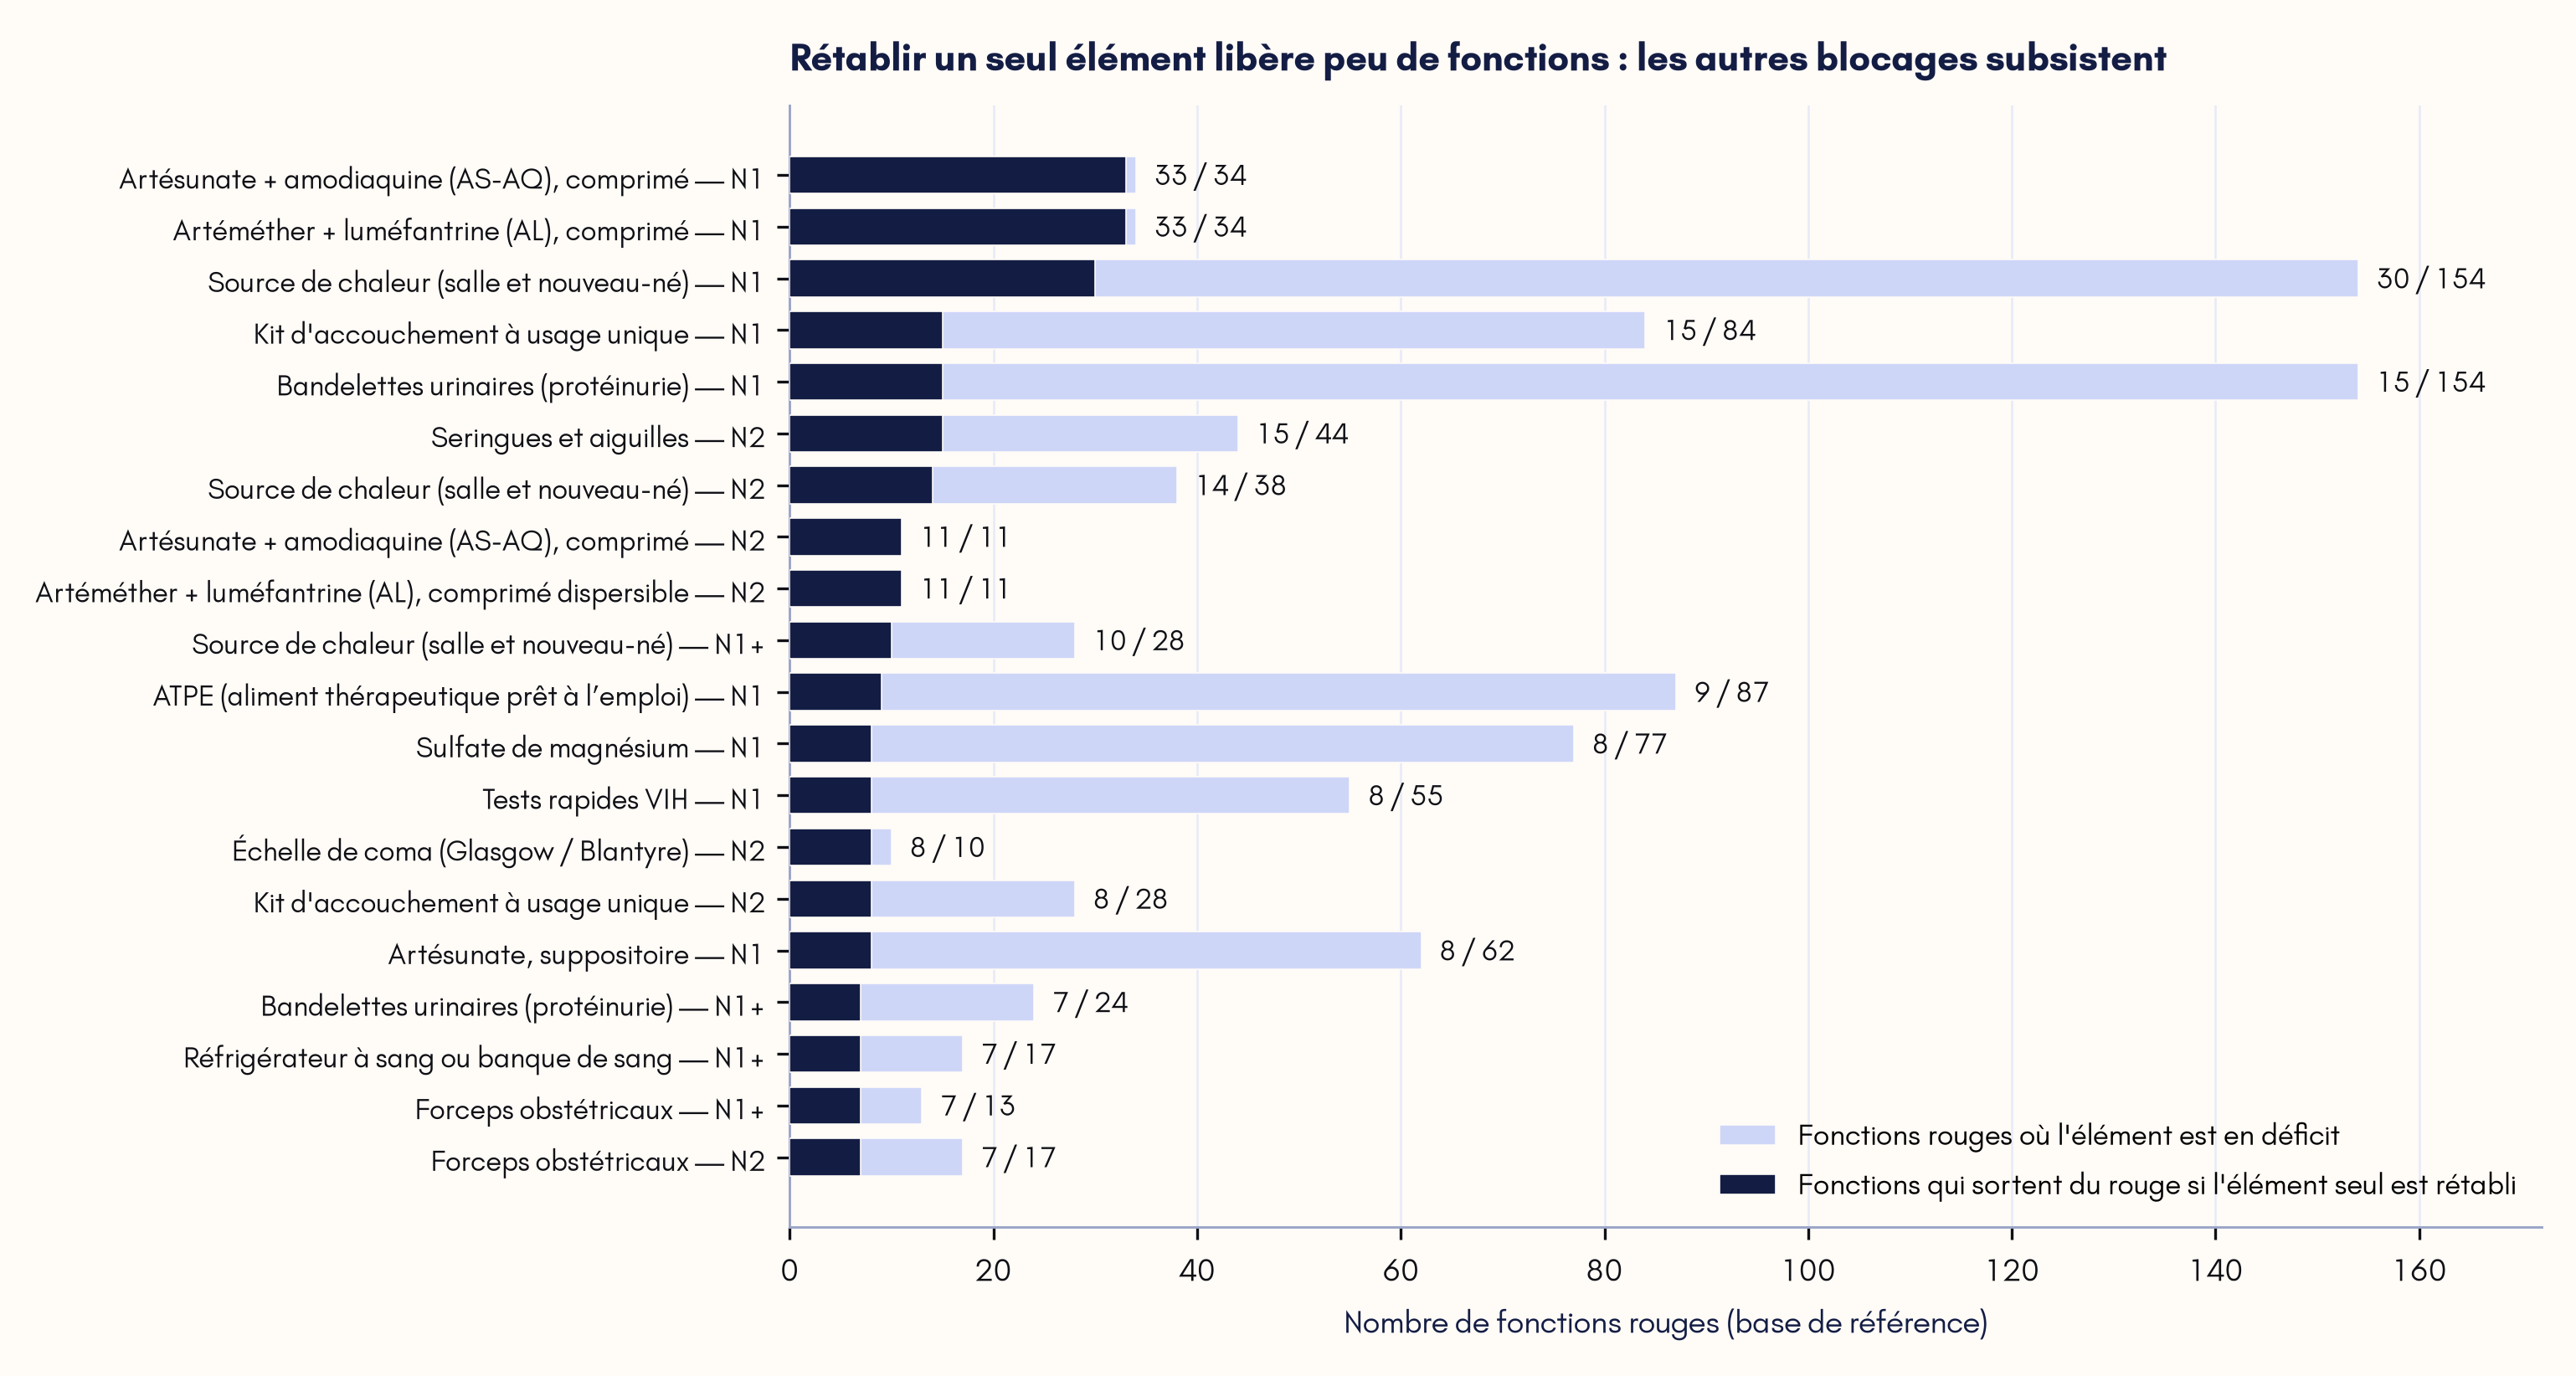 Rétablir un seul élément libère peu de fonctions : les autres blocages subsistent
Artésunate + amodiaquine (AS-AQ), comprimé — N1
33 / 34
Artéméther + luméfantrine (AL), comprimé — N1
33 / 34
Source de chaleur (salle et nouveau-né) — N1
30 / 154
Kit d'accouchement à usage unique — N1
15 / 84
Bandelettes urinaires (protéinurie) — N1
15 / 154
Seringues et aiguilles — N2
15 / 44
Source de chaleur (salle et nouveau-né) — N2
14 / 38
Artésunate + amodiaquine (AS-AQ), comprimé — N2
11 / 11
Artéméther + luméfantrine (AL), comprimé dispersible — N2
11 / 11
Source de chaleur (salle et nouveau-né) — N1+
10 / 28
ATPE (aliment thérapeutique prêt à l’emploi) — N1
9 / 87
Sulfate de magnésium — N1
8 / 77
Tests rapides VIH — N1
8 / 55
Échelle de coma (Glasgow / Blantyre) — N2
8 / 10
Kit d'accouchement à usage unique — N2
8 / 28
Artésunate, suppositoire — N1
8 / 62
Bandelettes urinaires (protéinurie) — N1+
7 / 24
Réfrigérateur à sang ou banque de sang — N1+
7 / 17
Forceps obstétricaux — N1+
7 / 13
Forceps obstétricaux — N2
7 / 17
Fonctions rouges où l'élément est en déficit
Fonctions qui sortent du rouge si l'élément seul est rétabli
0 20 40 60 80 100 120 140 160
Nombre de fonctions rouges (base de référence)